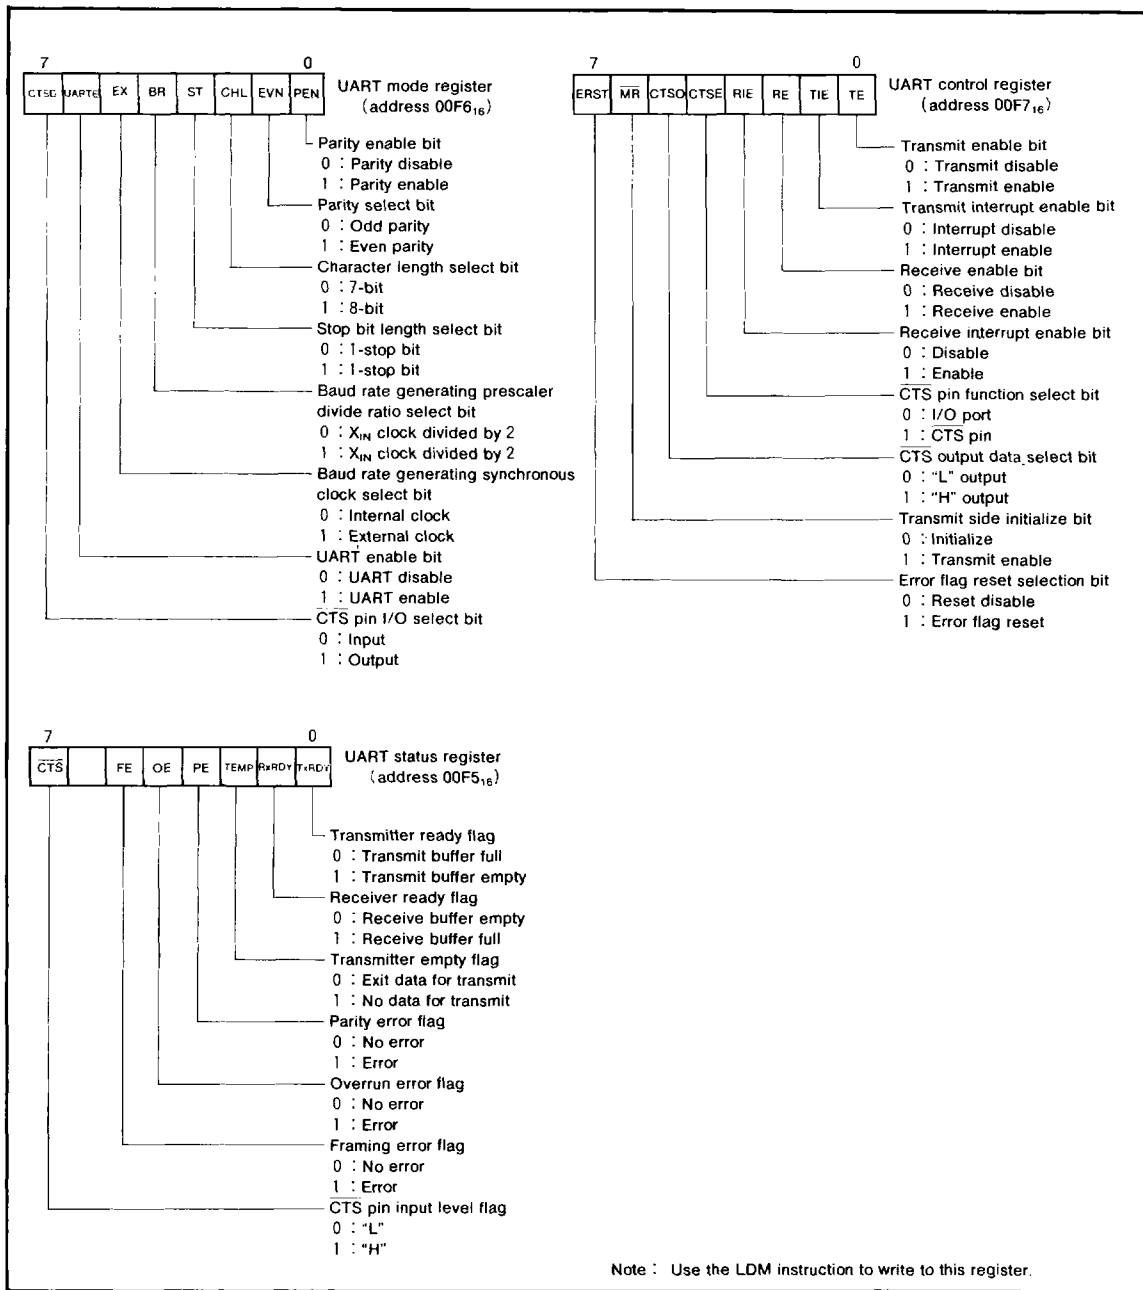 7 0
CTSD UARTE EX BR ST CHL EVN PEN
UART mode register
(address 00F6₁₆)
Parity enable bit
0 : Parity disable
1 : Parity enable
Parity select bit
0 : Odd parity
1 : Even parity
Character length select bit
0 : 7-bit
1 : 8-bit
Stop bit length select bit
0 : 1-stop bit
1 : 1-stop bit
Baud rate generating prescaler
divide ratio select bit
0 : X_IN clock divided by 2
1 : X_IN clock divided by 2
Baud rate generating synchronous
clock select bit
0 : Internal clock
1 : External clock
UART enable bit
0 : UART disable
1 : UART enable
C̅T̅S̅ pin I/O select bit
0 : Input
1 : Output
7 0
ERST M̅R̅ CTSO CTSE RIE RE TIE TE
UART control register
(address 00F7₁₆)
Transmit enable bit
0 : Transmit disable
1 : Transmit enable
Transmit interrupt enable bit
0 : Interrupt disable
1 : Interrupt enable
Receive enable bit
0 : Receive disable
1 : Receive enable
Receive interrupt enable bit
0 : Disable
1 : Enable
C̅T̅S̅ pin function select bit
0 : I/O port
1 : C̅T̅S̅ pin
C̅T̅S̅ output data select bit
0 : "L" output
1 : "H" output
Transmit side initialize bit
0 : Initialize
1 : Transmit enable
Error flag reset selection bit
0 : Reset disable
1 : Error flag reset
7 0
C̅T̅S̅ FE OE PE TEMP RxRDY TxRDY
UART status register
(address 00F5₁₆)
Transmitter ready flag
0 : Transmit buffer full
1 : Transmit buffer empty
Receiver ready flag
0 : Receive buffer empty
1 : Receive buffer full
Transmitter empty flag
0 : Exit data for transmit
1 : No data for transmit
Parity error flag
0 : No error
1 : Error
Overrun error flag
0 : No error
1 : Error
Framing error flag
0 : No error
1 : Error
C̅T̅S̅ pin input level flag
0 : "L"
1 : "H"
Note : Use the LDM instruction to write to this register.